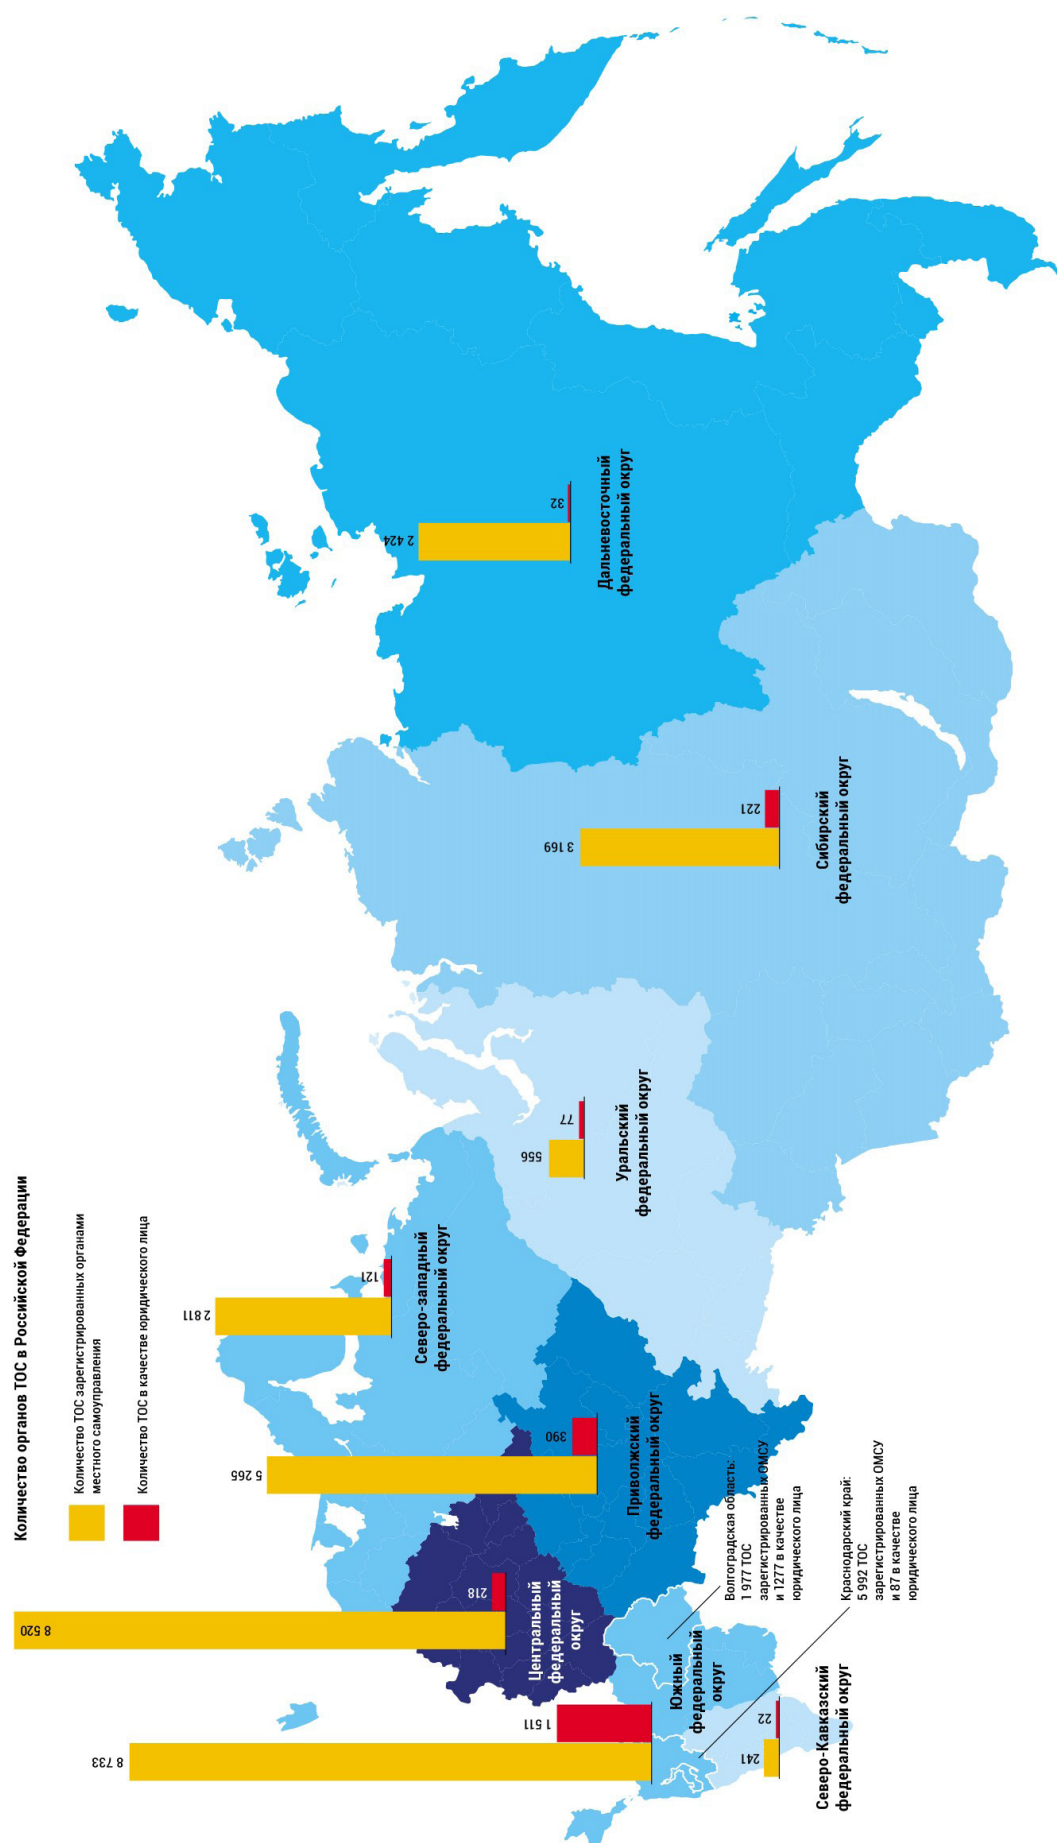 Количество органов ТОС в Российской Федерации
Количество ТОС зарегистрированных органами
местного самоуправления
Количество ТОС в качестве юридического лица
8 733
1 511
Южный
федеральный
округ
8 520
218
Центральный
федеральный
округ
5 265
390
Приволжский
федеральный округ
2 811
121
Северо-западный
федеральный округ
556
77
Уральский
федеральный округ
3 169
221
Сибирский
федеральный округ
2 424
32
Дальневосточный
федеральный округ
241
22
Северо-Кавказский
федеральный округ
Волгоградская область:
1 977 ТОС
зарегистрированных ОМСУ
и 1277 в качестве
юридического лица
Краснодарский край:
5 992 ТОС
зарегистрированных ОМСУ
и 87 в качестве
юридического лица